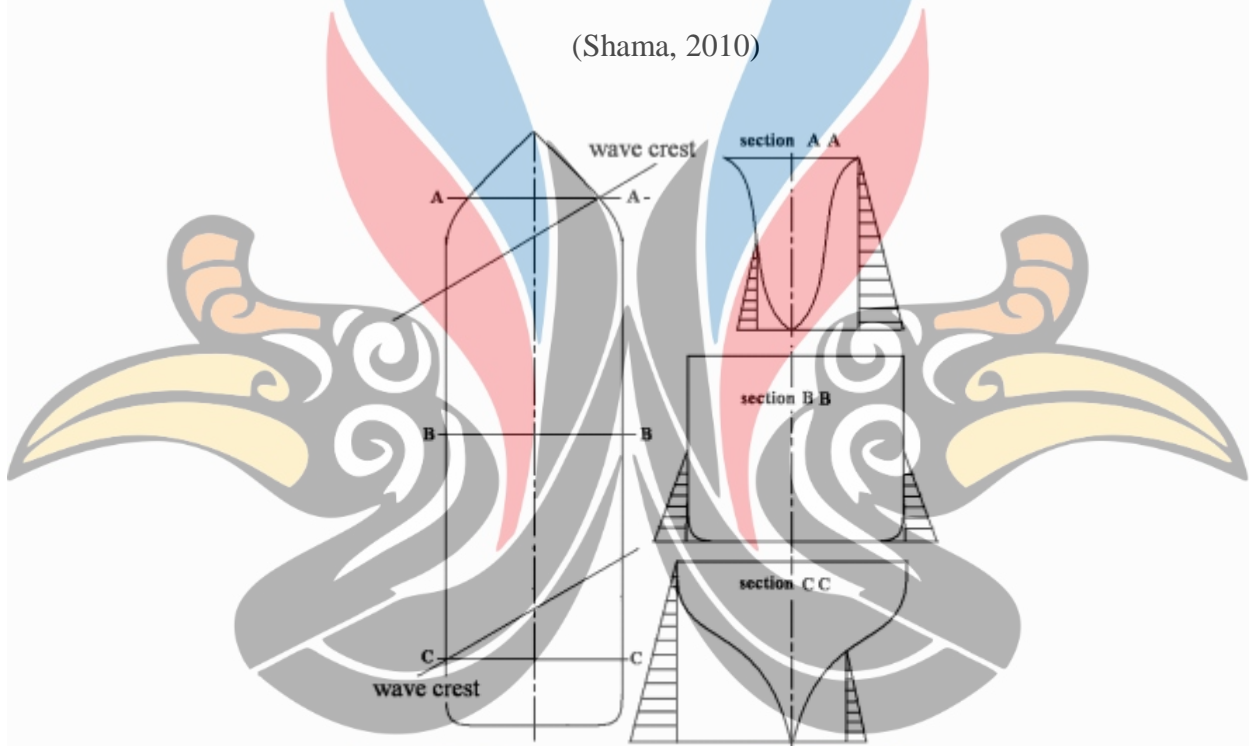 (Shama, 2010)
wave crest
section A A
A
A -
section B B
B
B
section C C
C
C
wave crest